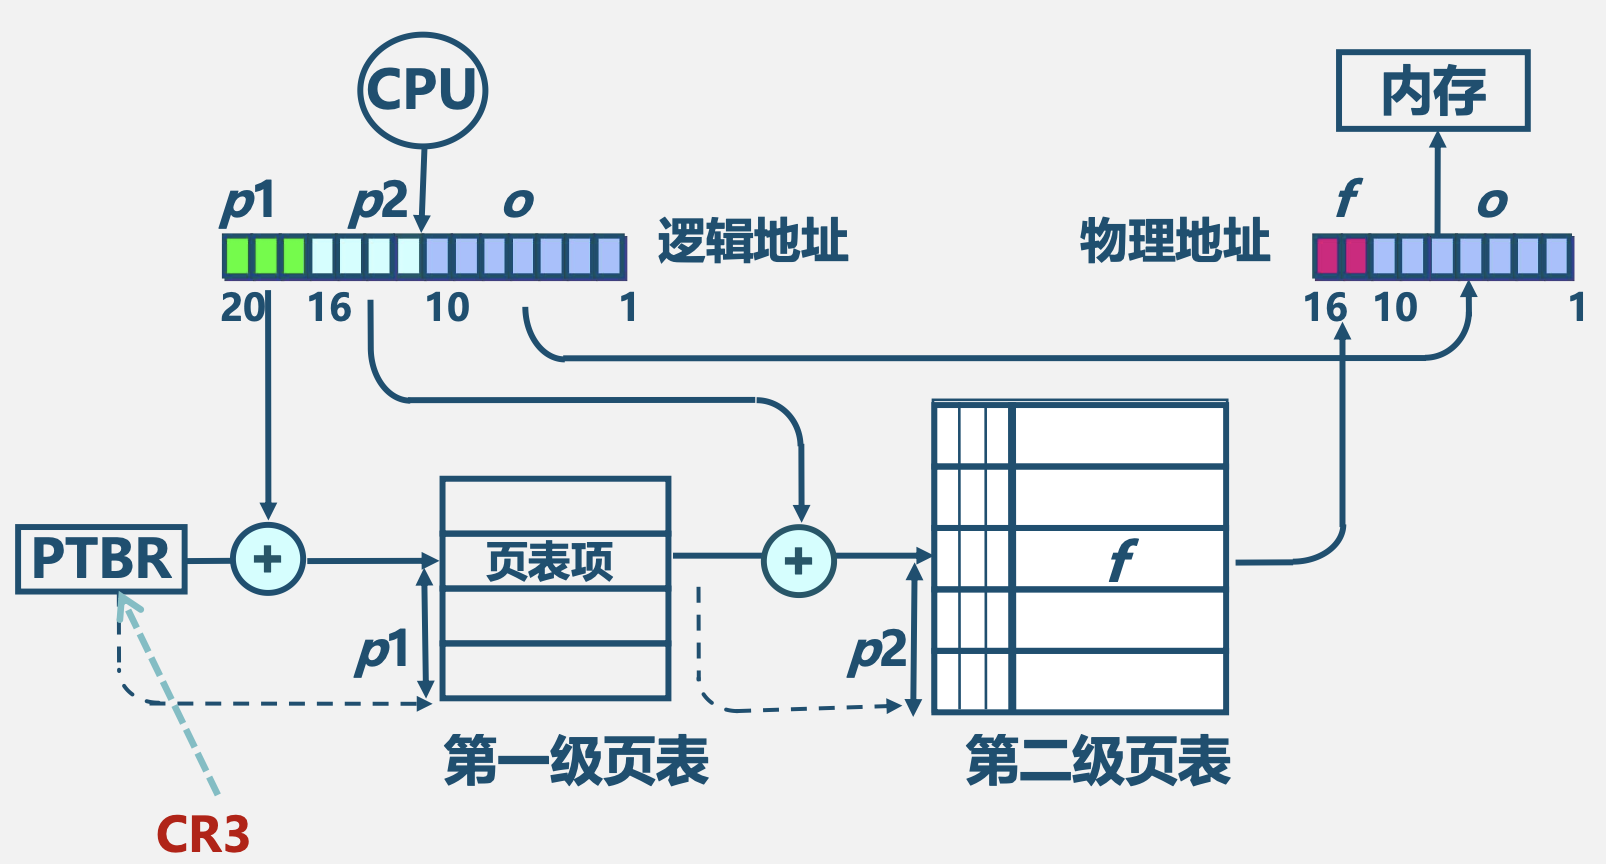 CPU
内存
p1 p2 o
逻辑地址
物理地址
f o
20 16 10 1
16 10 1
PTBR
+
页表项
+
f
p1
p2
第一级页表
第二级页表
CR3